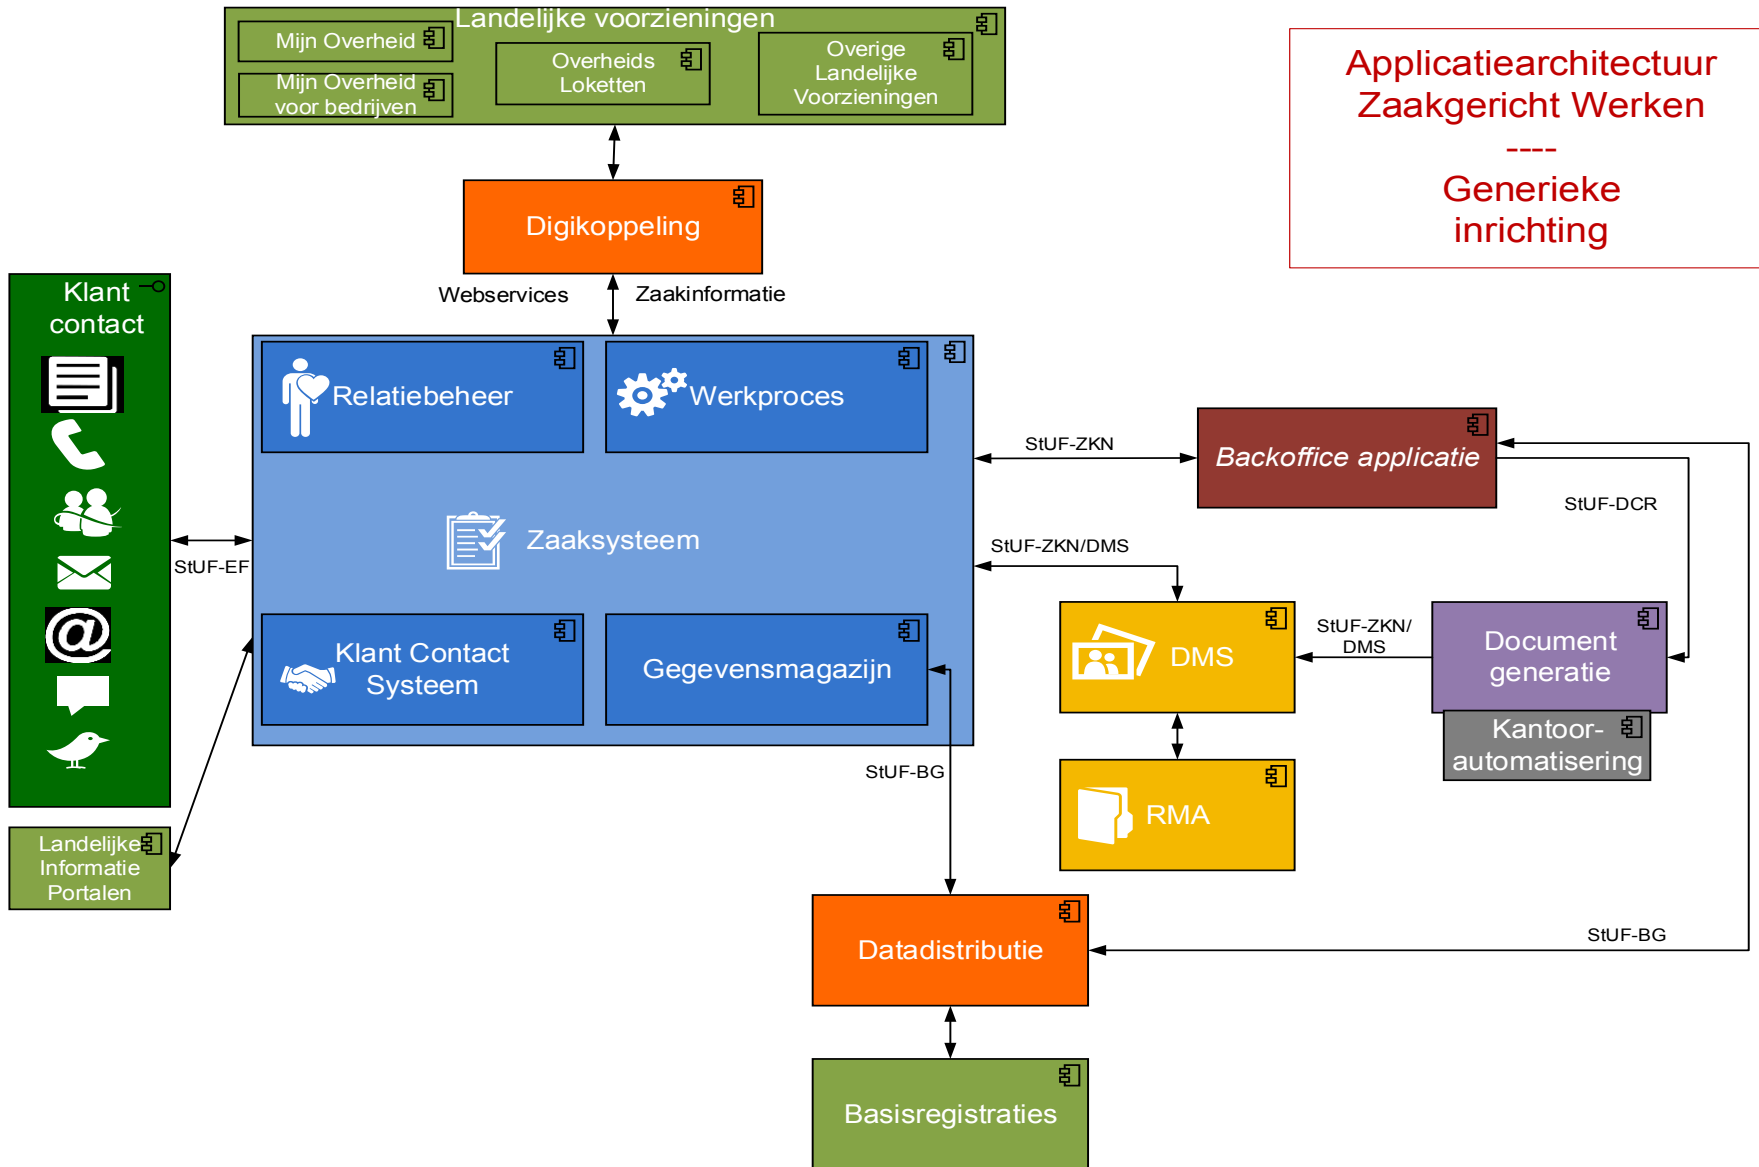 Landelijke voorzieningen
Mijn Overheid
Mijn Overheid
voor bedrijven
Overheids
Loketten
Overige
Landelijke
Voorzieningen
Applicatiearchitectuur
Zaakgericht Werken
----
Generieke
inrichting
Digikoppeling
Webservices
Zaakinformatie
Klant
contact
@
StUF-EF
Landelijke
Informatie
Portalen
Relatiebeheer
Werkproces
Zaaksysteem
Klant Contact
Systeem
Gegevensmagazijn
StUF-ZKN
Backoffice applicatie
StUF-DCR
StUF-ZKN/DMS
DMS
StUF-ZKN/
DMS
Document
generatie
Kantoor-
automatisering
RMA
StUF-BG
Datadistributie
StUF-BG
Basisregistraties